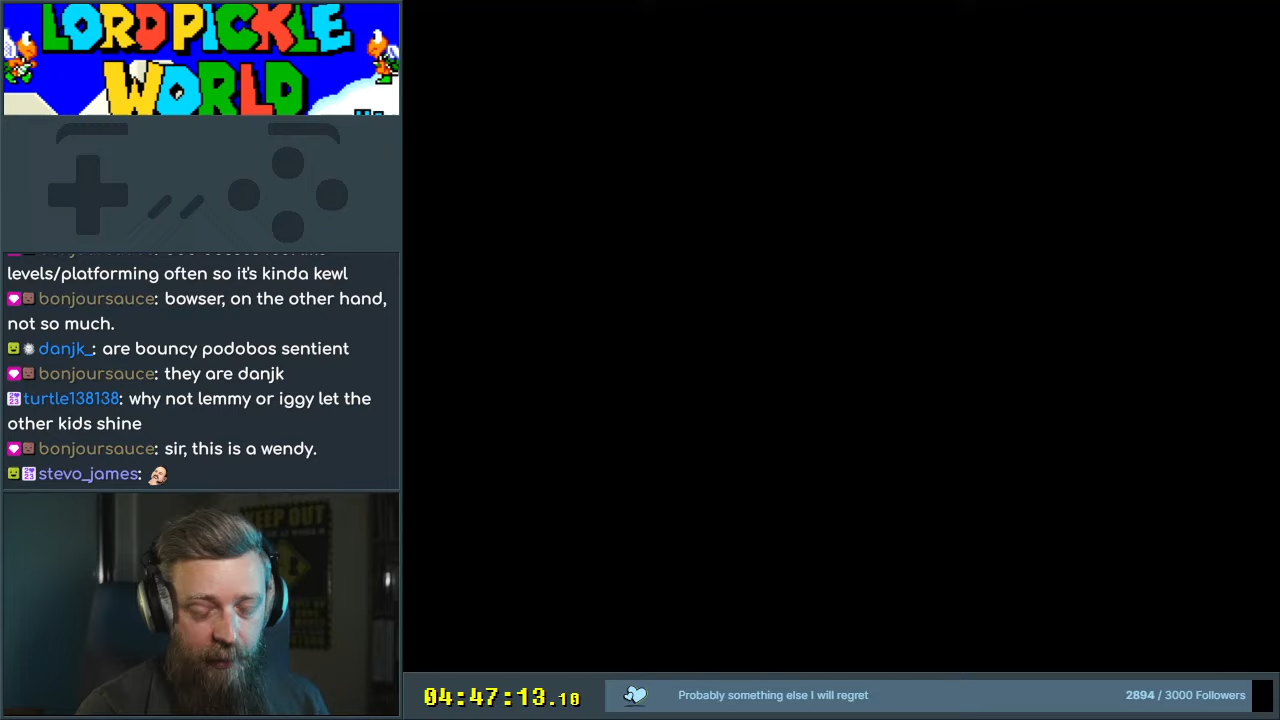 LORD PICKLE
WORLD
levels/platforming often so it's kinda kewl
bonjoursauce: bowser, on the other hand,
not so much.
danjk_: are bouncy podobos sentient
bonjoursauce: they are danjk
turtle138138: why not lemmy or iggy let the
other kids shine
bonjoursauce: sir, this is a wendy.
stevo_james:
KEEP OUT
04:47:13.10
Probably something else I will regret
2894 / 3000 Followers